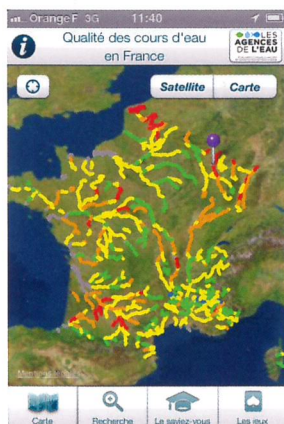 Orange F 3G 11:40
Qualité des cours d'eau
en France
LES
AGENCES
DE L'EAU
Satellite Carte
Carte Recherche Le saviez-vous Les jeux